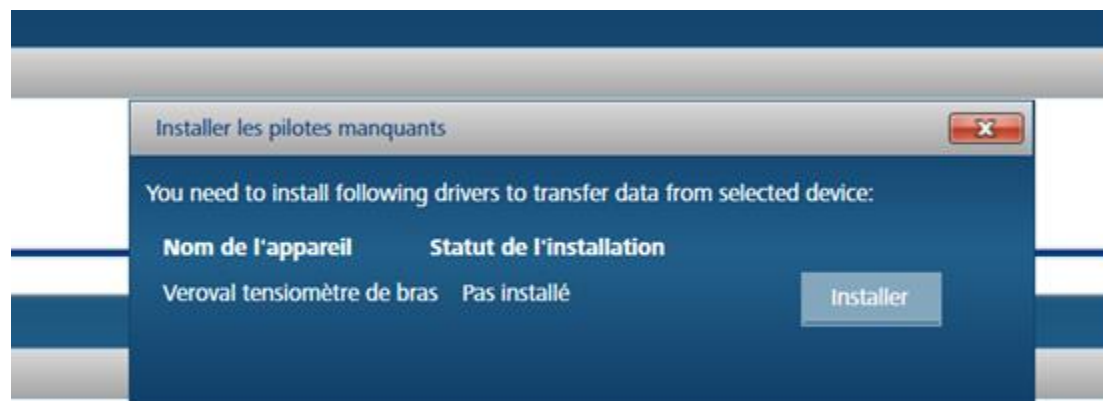 Installer les pilotes manquants
You need to install following drivers to transfer data from selected device:
Nom de l'appareil Statut de l'installation
Veroval tensiomètre de bras Pas installé Installer